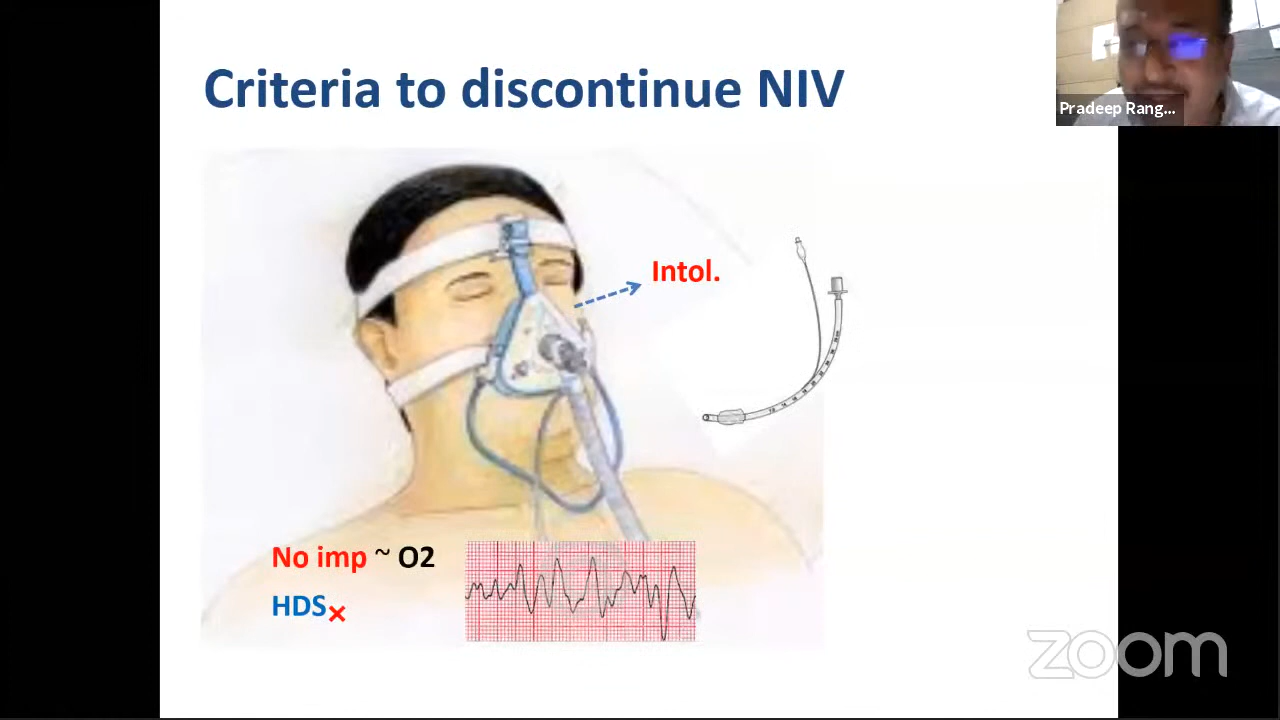 Criteria to discontinue NIV
Pradeep Rang...
Intol.
No imp ~ O2
HDS×
zoom